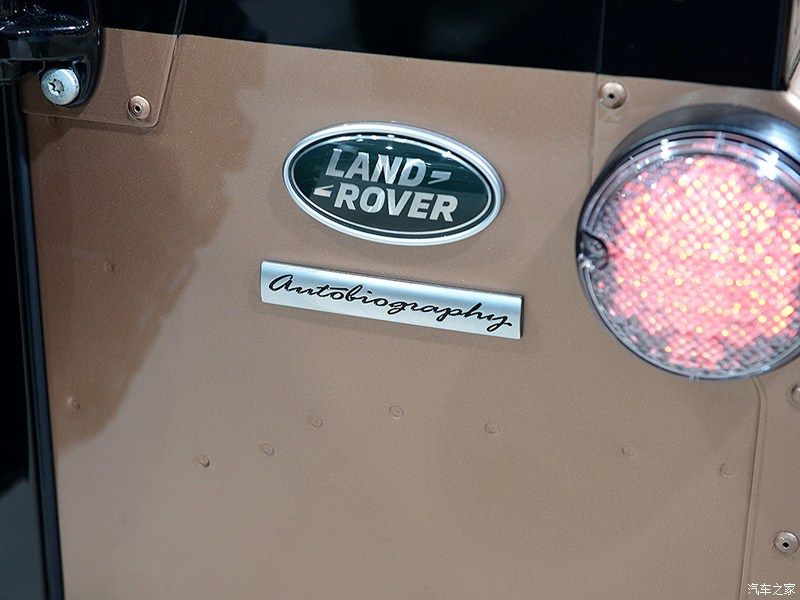 LAND
ROVER
Autobiography
汽车之家